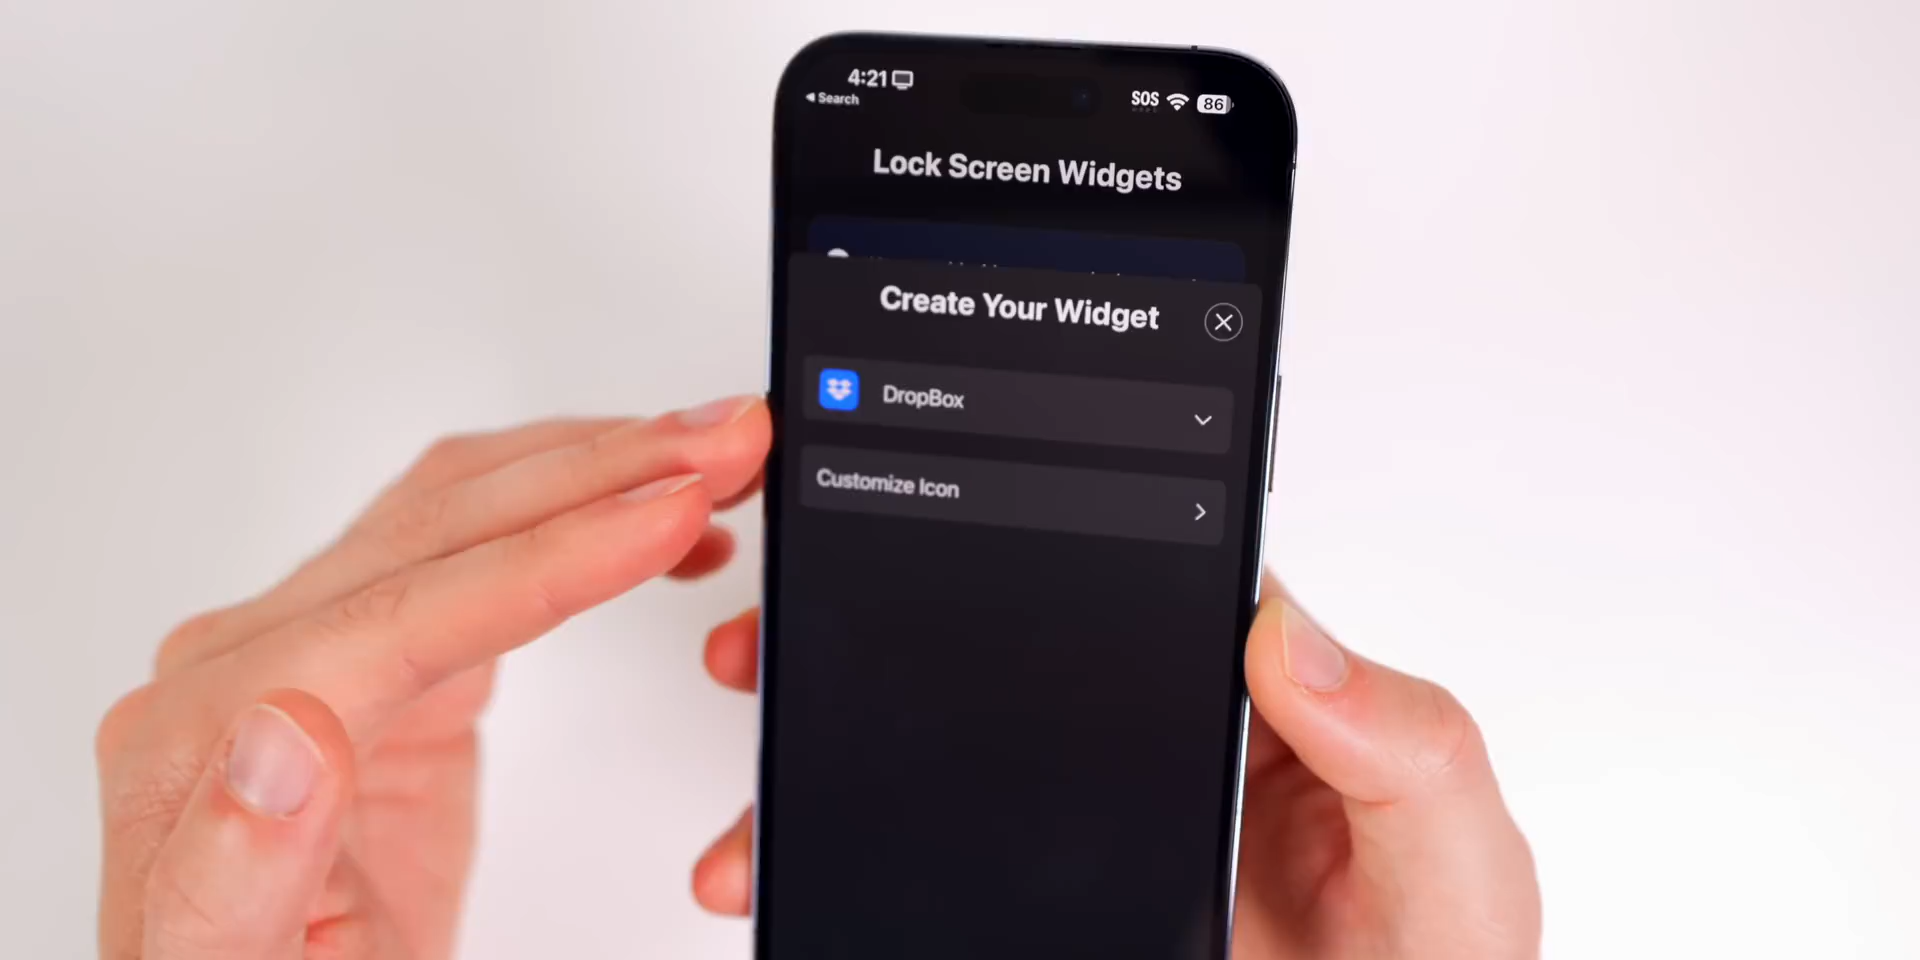 4:21
Search
SOS
86
Lock Screen Widgets
Create Your Widget
DropBox
Customize Icon